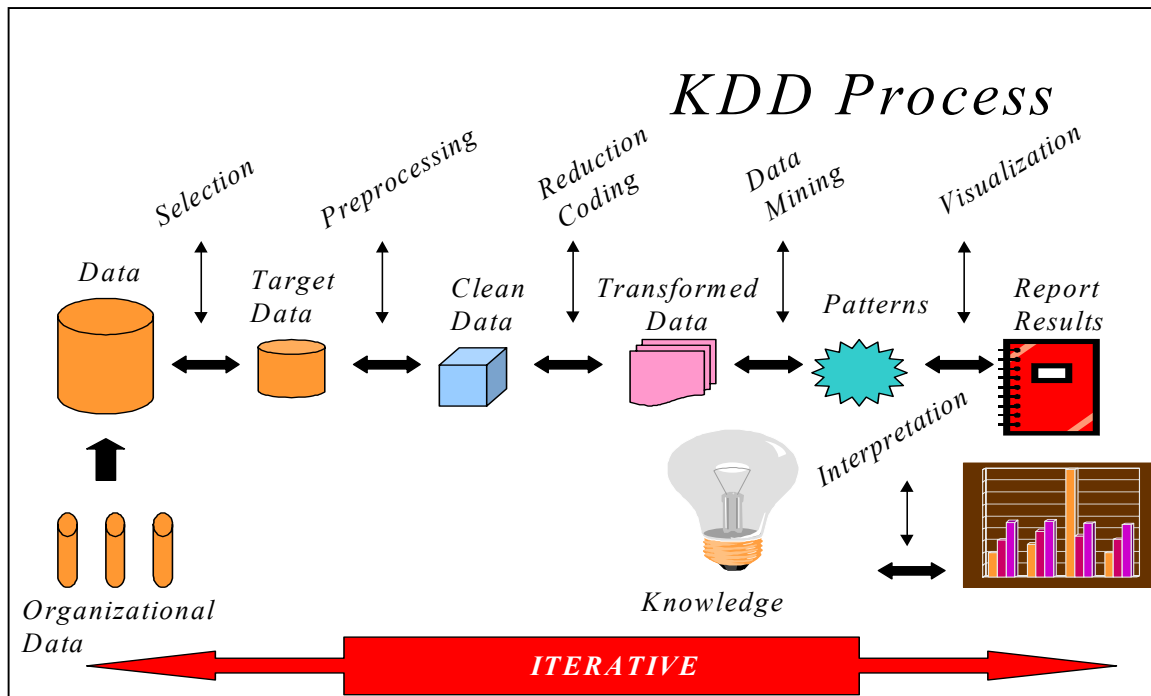 KDD Process
Selection
Preprocessing
Reduction
Coding
Data
Mining
Visualization
Data
Target
Data
Clean
Data
Transformed
Data
Patterns
Report
Results
Interpretation
Knowledge
Organizational
Data
ITERATIVE